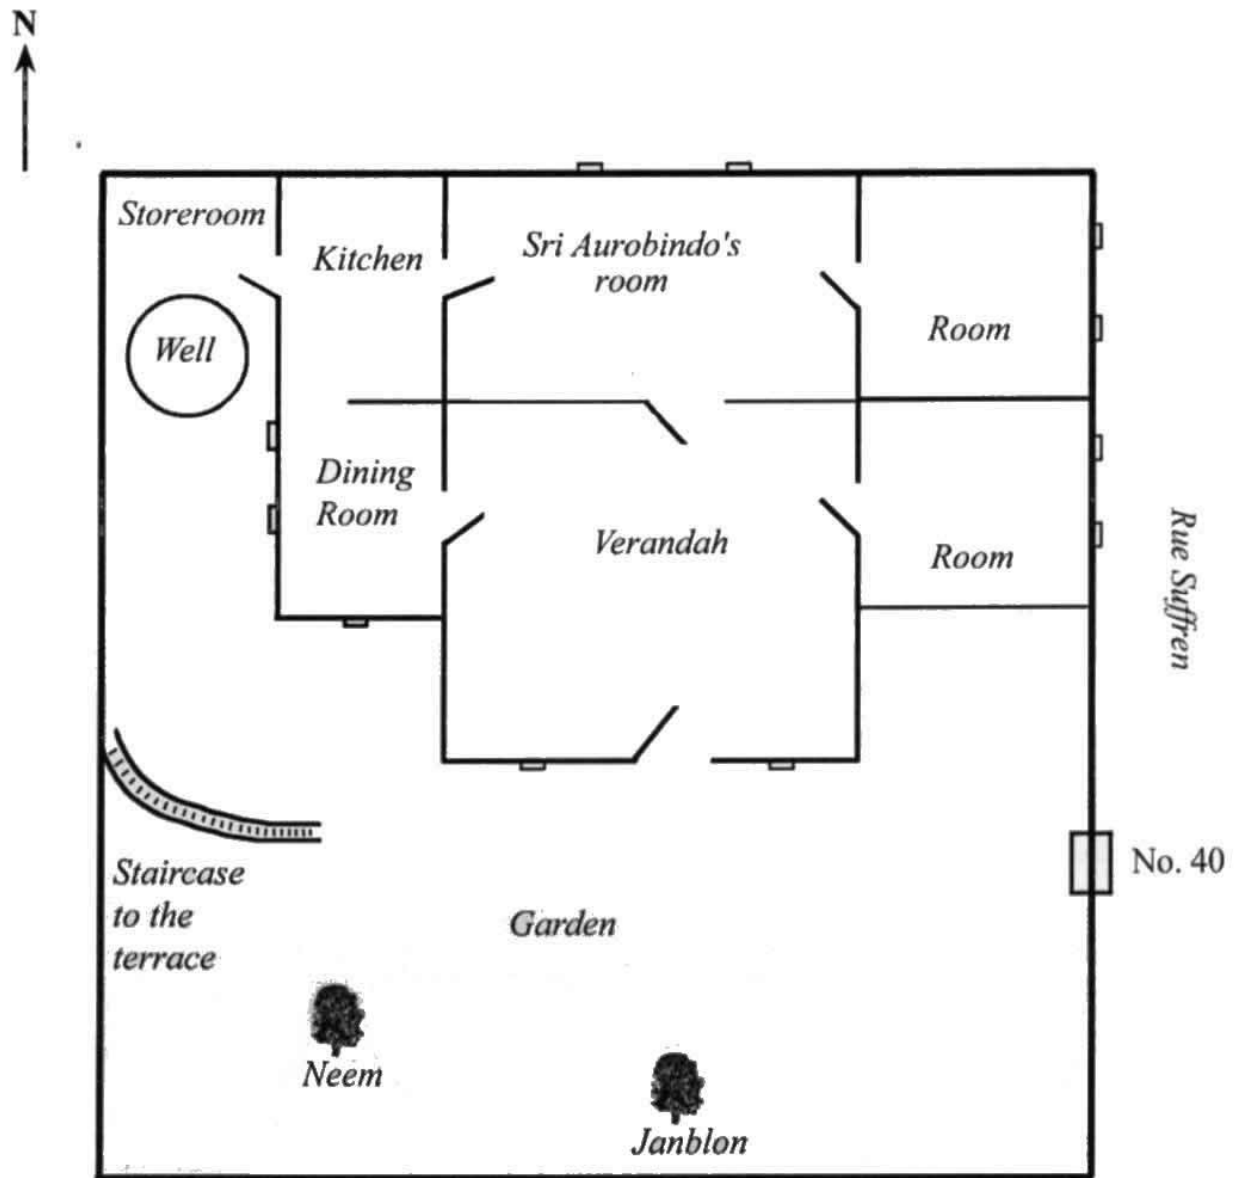 N
Storeroom
Kitchen
Sri Aurobindo's
room
Room
Well
Dining
Room
Verandah
Room
Rue Suffren
No. 40
Staircase
to the
terrace
Garden
Neem
Janblon